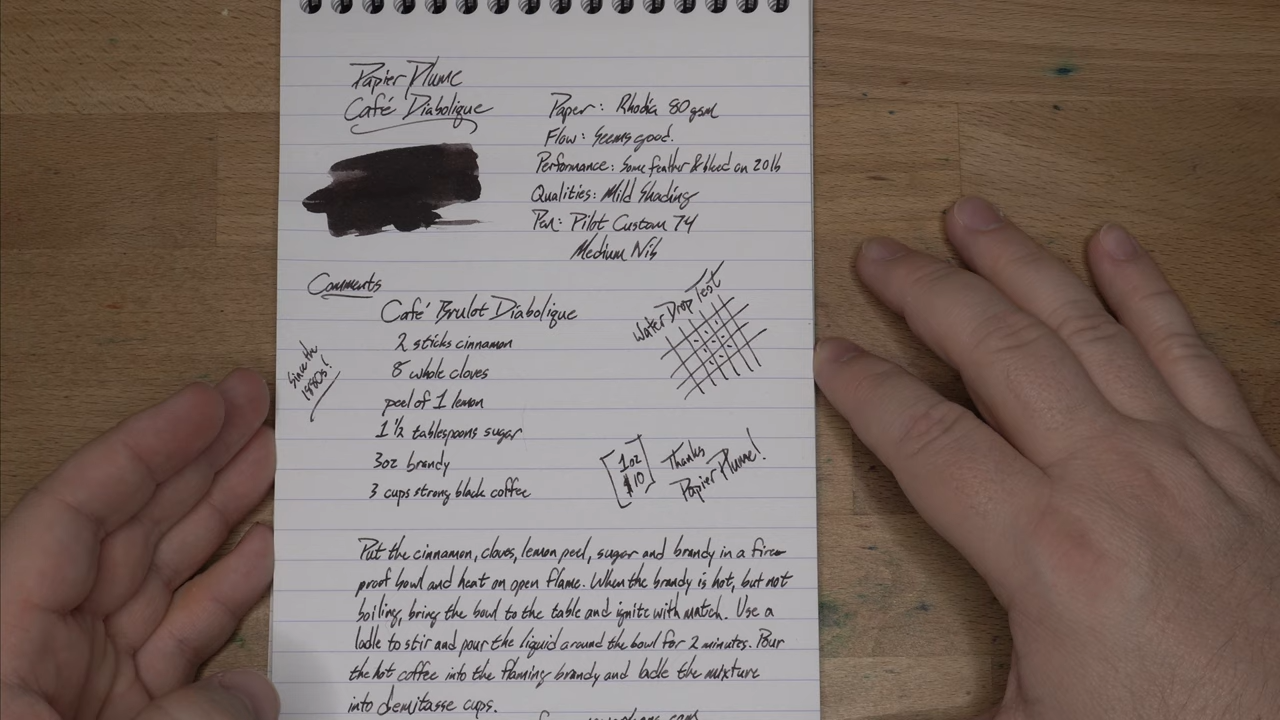 Papier Plume
Café Diabolique
Paper: Rhodia 80gsm
Flow: Seems good.
Performance: Some feather & bleed on 20lb
Qualities: Mild Shading
Pen: Pilot Custom 74
Medium Nib
Comments
Café Brulot Diabolique
2 sticks cinnamon
8 whole cloves
peel of 1 lemon
1 1/2 tablespoons sugar
3oz brandy
3 cups strong black coffee
Since the
1880s!
Water Drop Test
1oz
$10
Thanks
Papier Plume!
Put the cinnamon, cloves, lemon peel, sugar and brandy in a fire
proof bowl and heat on open flame. When the brandy is hot, but not
boiling, bring the bowl to the table and ignite with match. Use a
ladle to stir and pour the liquid around the bowl for 2 minutes. Pour
the hot coffee into the flaming brandy and ladle the mixture
into demitasse cups.